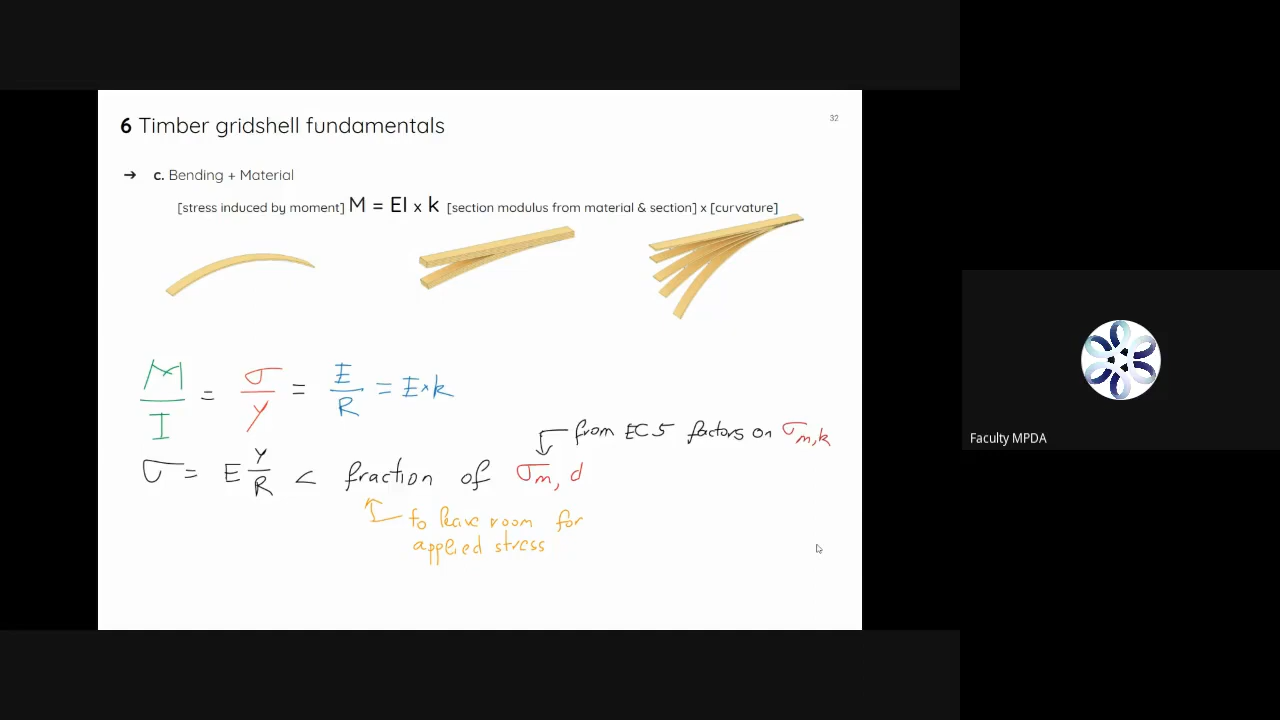 6 Timber gridshell fundamentals
32
➔ c. Bending + Material
[stress induced by moment] M = EI x k [section modulus from material & section] x [curvature]
M/I = σ/y = E/R = E×k
from EC5 factors on σm,k
σ = E y/R < fraction of σm,d
to leave room for
applied stress
Faculty MPDA